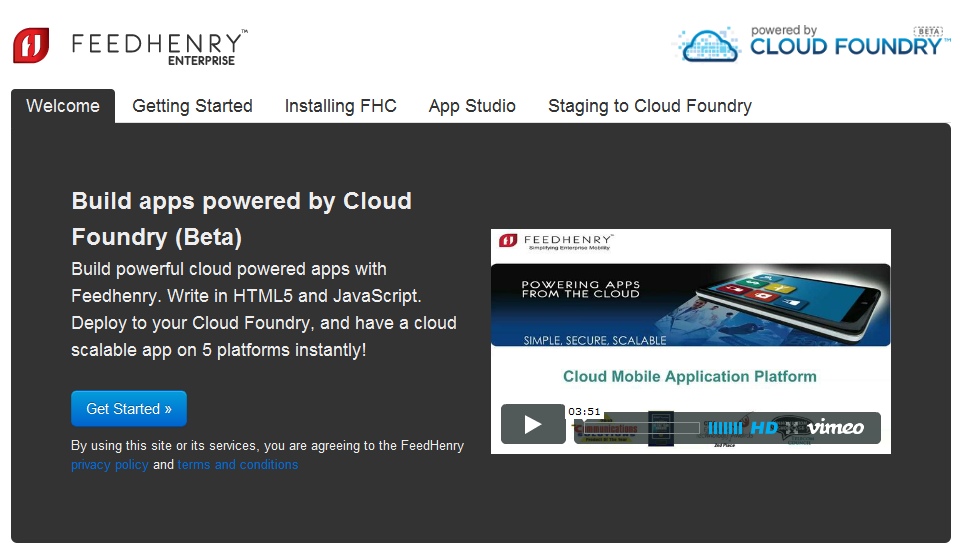 FEEDHENRY™
ENTERPRISE
powered by BETA
CLOUD FOUNDRY™
Welcome
Getting Started
Installing FHC
App Studio
Staging to Cloud Foundry
Build apps powered by Cloud
Foundry (Beta)
Build powerful cloud powered apps with
Feedhenry. Write in HTML5 and JavaScript.
Deploy to your Cloud Foundry, and have a cloud
scalable app on 5 platforms instantly!
Get Started »
By using this site or its services, you are agreeing to the FeedHenry
privacy policy and terms and conditions
FEEDHENRY™
Simplifying Enterprise Mobility
POWERING APPS
FROM THE CLOUD
SIMPLE, SECURE, SCALABLE
Cloud Mobile Application Platform
03:51
HD
vimeo
2nd Place